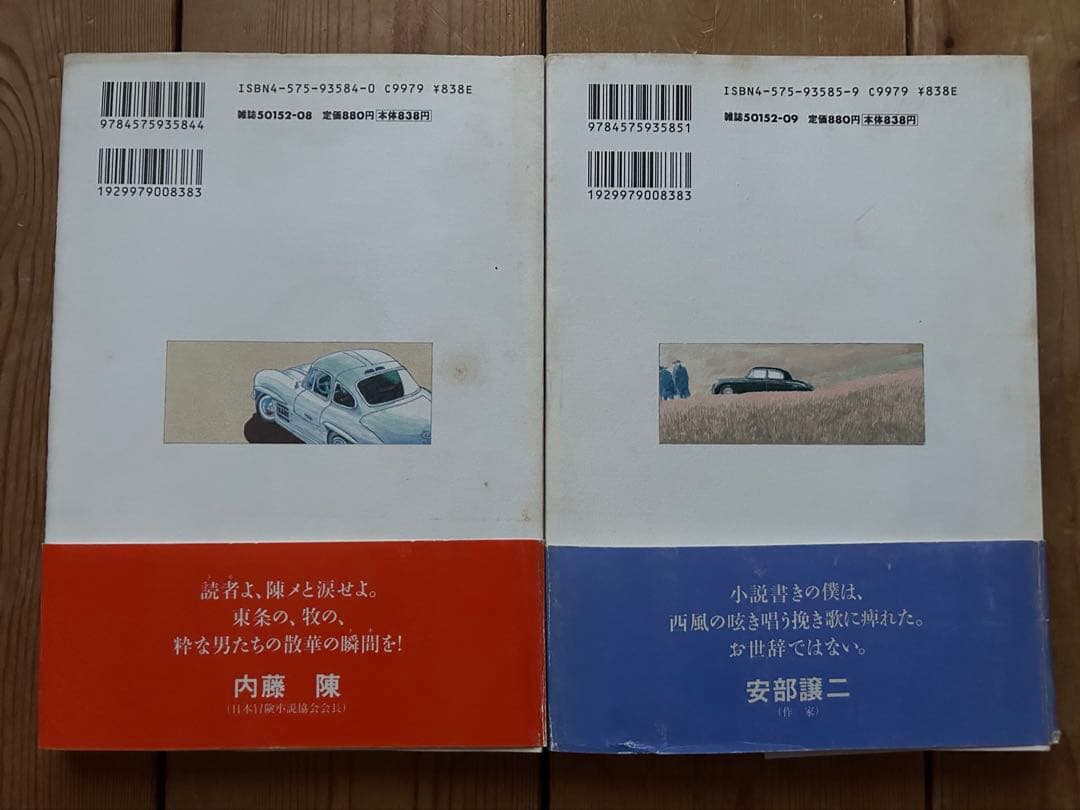 ISBN4-575-93584-0 C9979 ¥838E
9784575935844
雑誌50152-08 定価880円 本体838円
1929979008383
読者よ、陳メと涙せよ。
東条の、牧の、
粋な男たちの散華の瞬間を!
内藤 陳
(日本冒険小説協会会長)
ISBN4-575-93585-9 C9979 ¥838E
9784575935851
雑誌50152-09 定価880円 本体838円
1929979008383
小説書きの僕は、
西風の呟き唱う挽き歌に痺れた。
お世辞ではない。
安部譲二
(作 家)